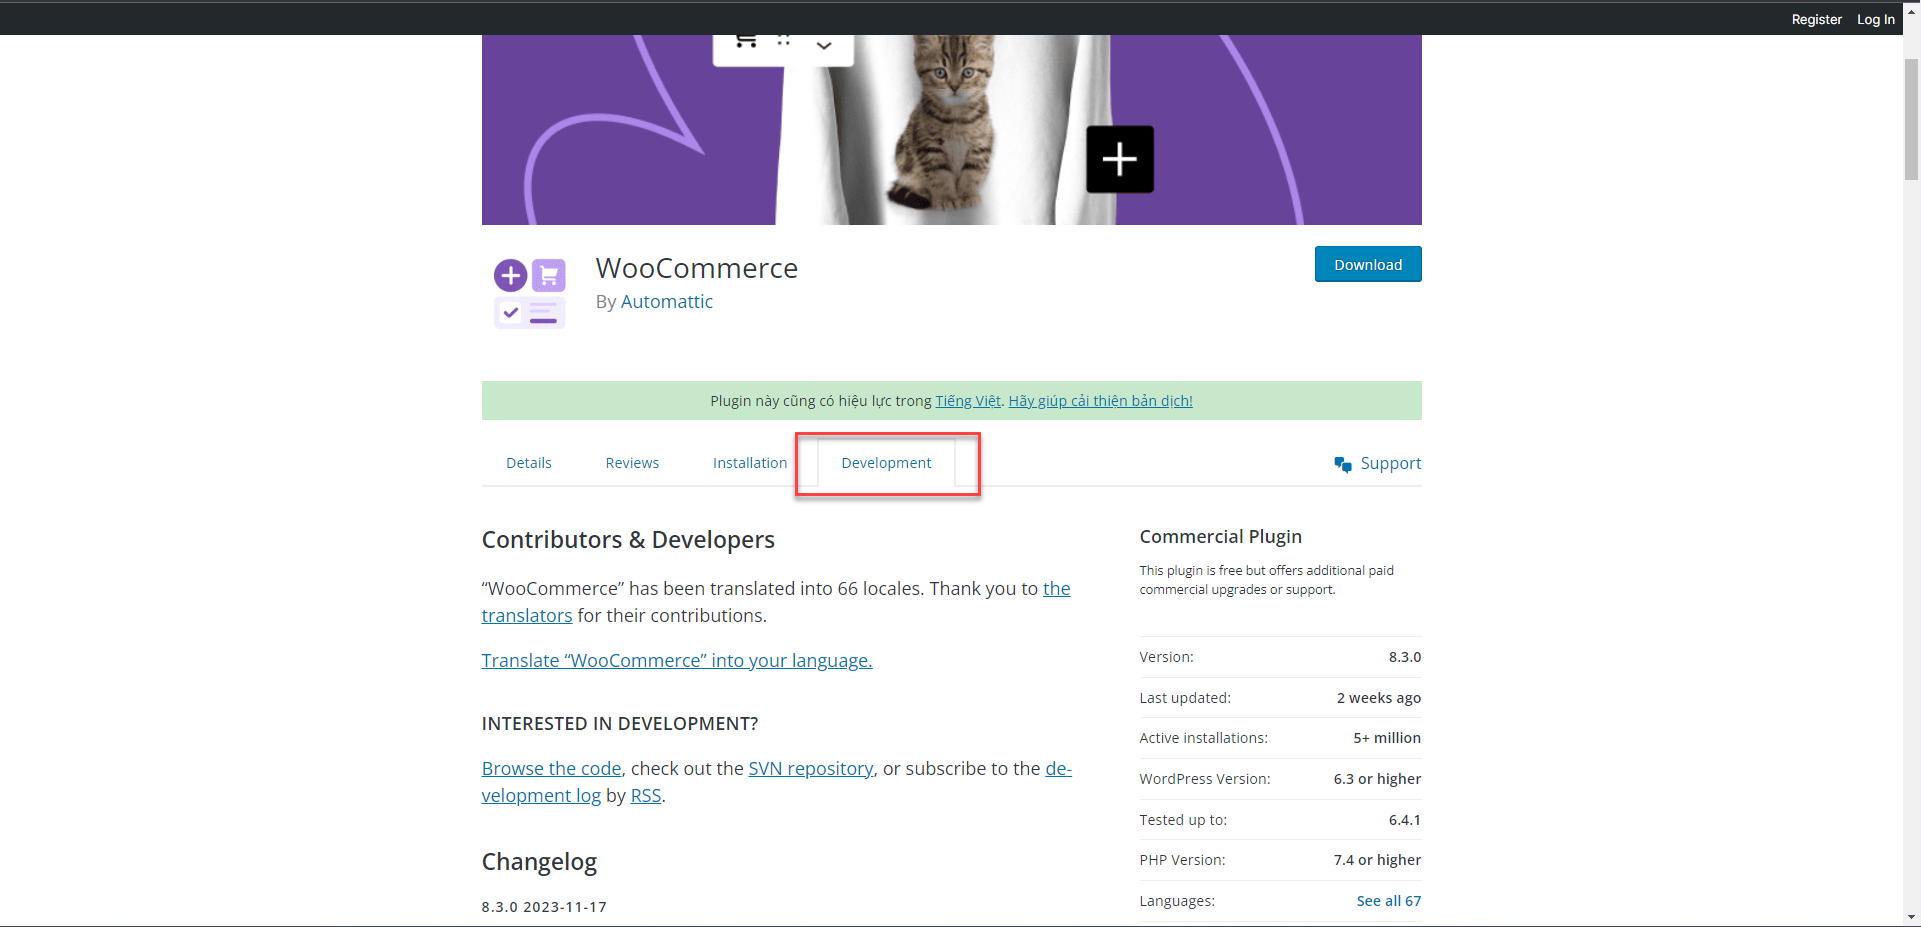 Register Log In
WooCommerce
Download
By Automattic
Plugin này cũng có hiệu lực trong Tiếng Việt. Hãy giúp cải thiện bản dịch!
Details Reviews Installation Development Support
Contributors & Developers
“WooCommerce” has been translated into 66 locales. Thank you to the
translators for their contributions.
Translate “WooCommerce” into your language.
INTERESTED IN DEVELOPMENT?
Browse the code, check out the SVN repository, or subscribe to the de-
velopment log by RSS.
Changelog
8.3.0 2023-11-17
Commercial Plugin
This plugin is free but offers additional paid
commercial upgrades or support.
Version: 8.3.0
Last updated: 2 weeks ago
Active installations: 5+ million
WordPress Version: 6.3 or higher
Tested up to: 6.4.1
PHP Version: 7.4 or higher
Languages: See all 67